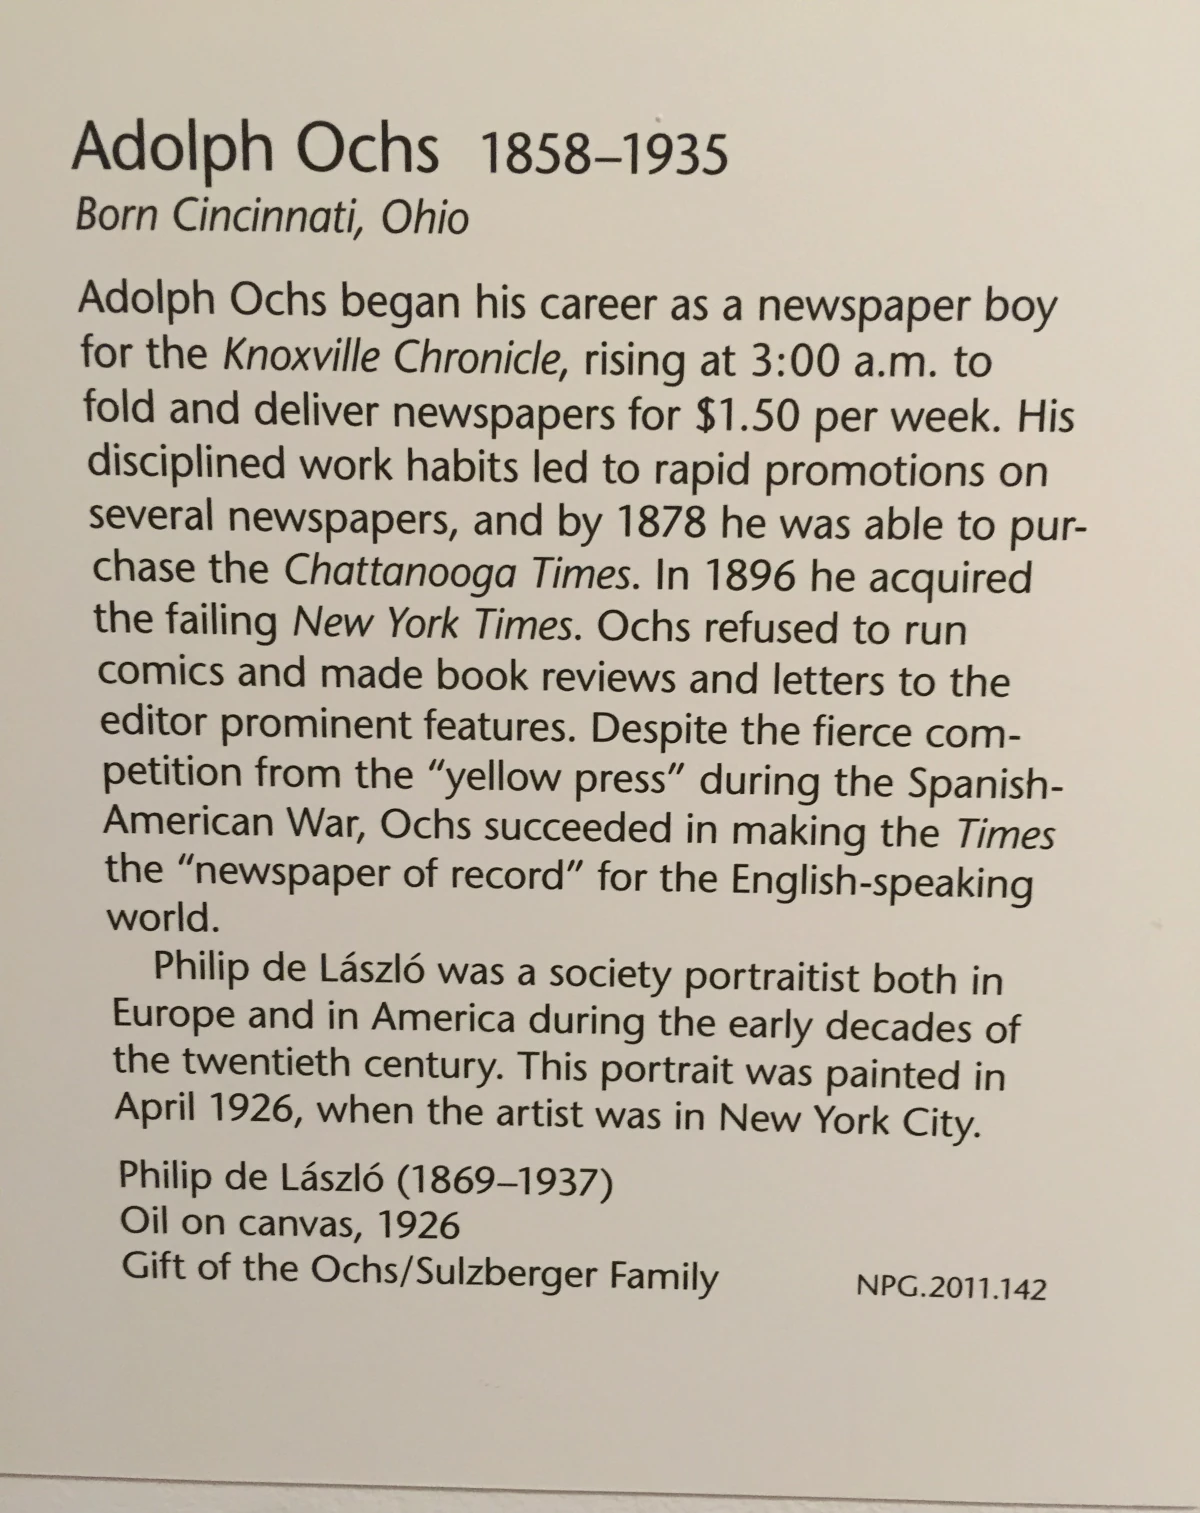 Adolph Ochs 1858–1935
Born Cincinnati, Ohio
Adolph Ochs began his career as a newspaper boy
for the Knoxville Chronicle, rising at 3:00 a.m. to
fold and deliver newspapers for $1.50 per week. His
disciplined work habits led to rapid promotions on
several newspapers, and by 1878 he was able to pur-
chase the Chattanooga Times. In 1896 he acquired
the failing New York Times. Ochs refused to run
comics and made book reviews and letters to the
editor prominent features. Despite the fierce com-
petition from the “yellow press” during the Spanish-
American War, Ochs succeeded in making the Times
the “newspaper of record” for the English-speaking
world.
Philip de László was a society portraitist both in
Europe and in America during the early decades of
the twentieth century. This portrait was painted in
April 1926, when the artist was in New York City.
Philip de László (1869–1937)
Oil on canvas, 1926
Gift of the Ochs/Sulzberger Family NPG.2011.142